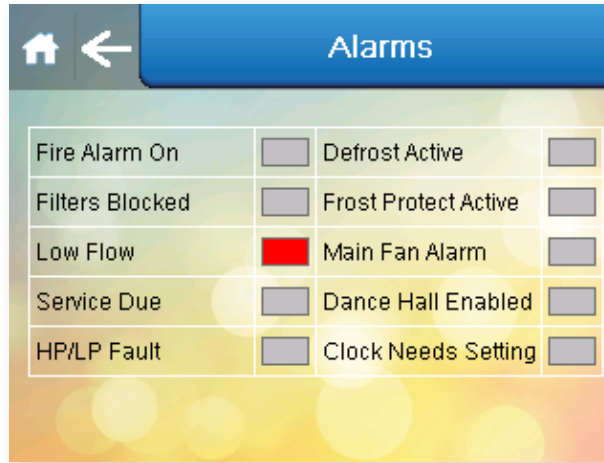 Alarms
Fire Alarm On
Defrost Active
Filters Blocked
Frost Protect Active
Low Flow
Main Fan Alarm
Service Due
Dance Hall Enabled
HP/LP Fault
Clock Needs Setting